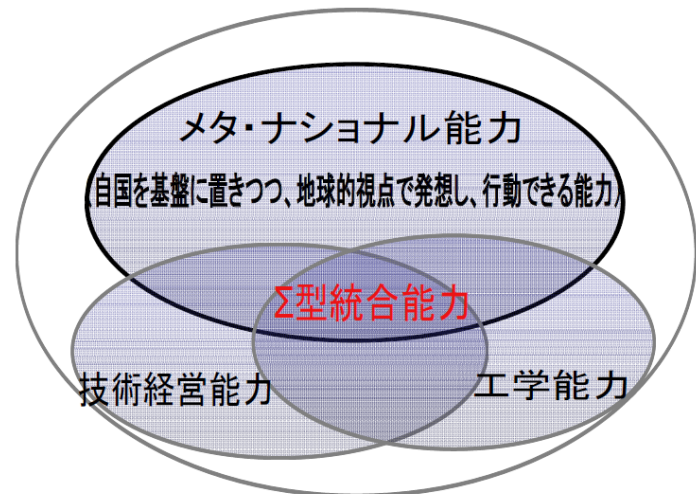 メタ・ナショナル能力
（自国を基盤に置きつつ、地球的視点で発想し、行動できる能力）
Σ型統合能力
技術経営能力
工学能力